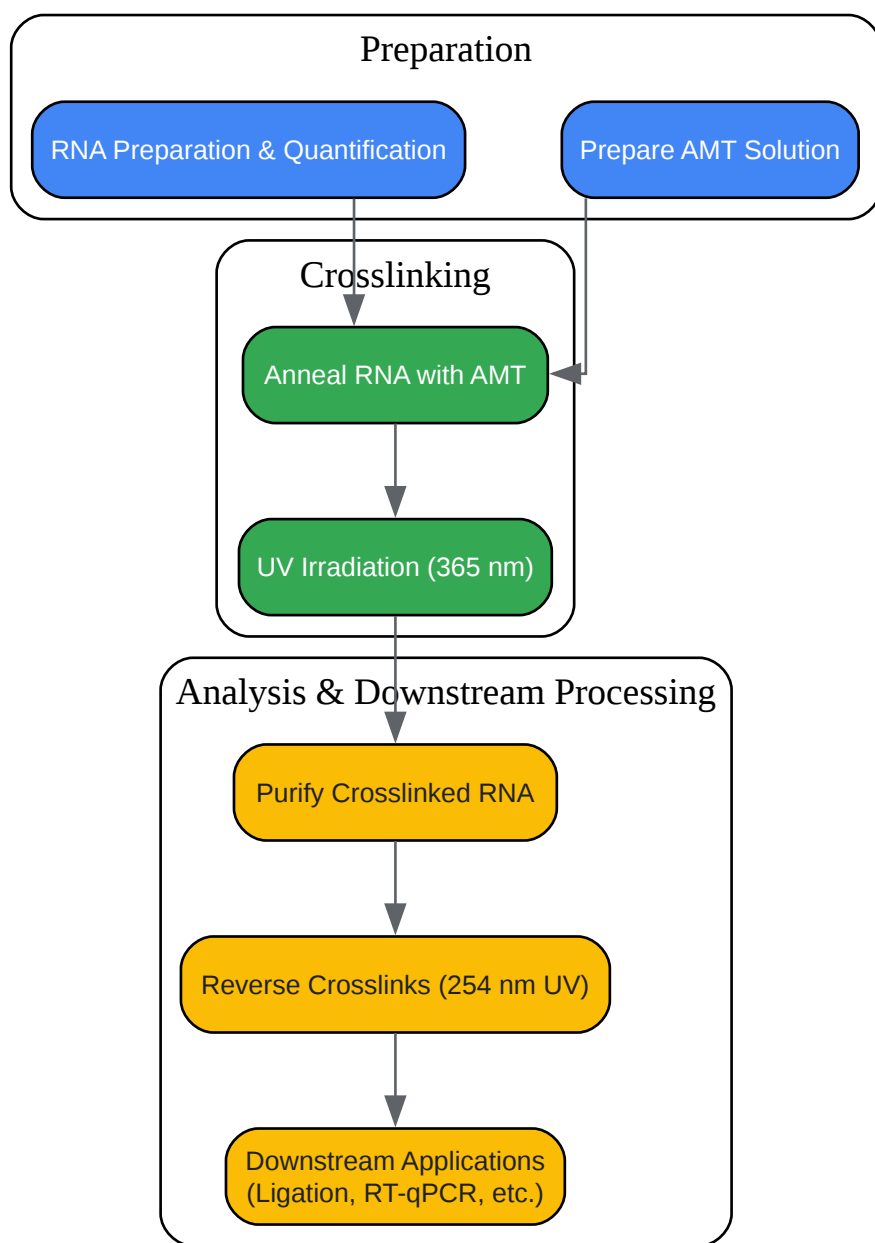 Preparation
RNA Preparation & Quantification
Prepare AMT Solution
Crosslinking
Anneal RNA with AMT
UV Irradiation (365 nm)
Analysis & Downstream Processing
Purify Crosslinked RNA
Reverse Crosslinks (254 nm UV)
Downstream Applications
(Ligation, RT-qPCR, etc.)